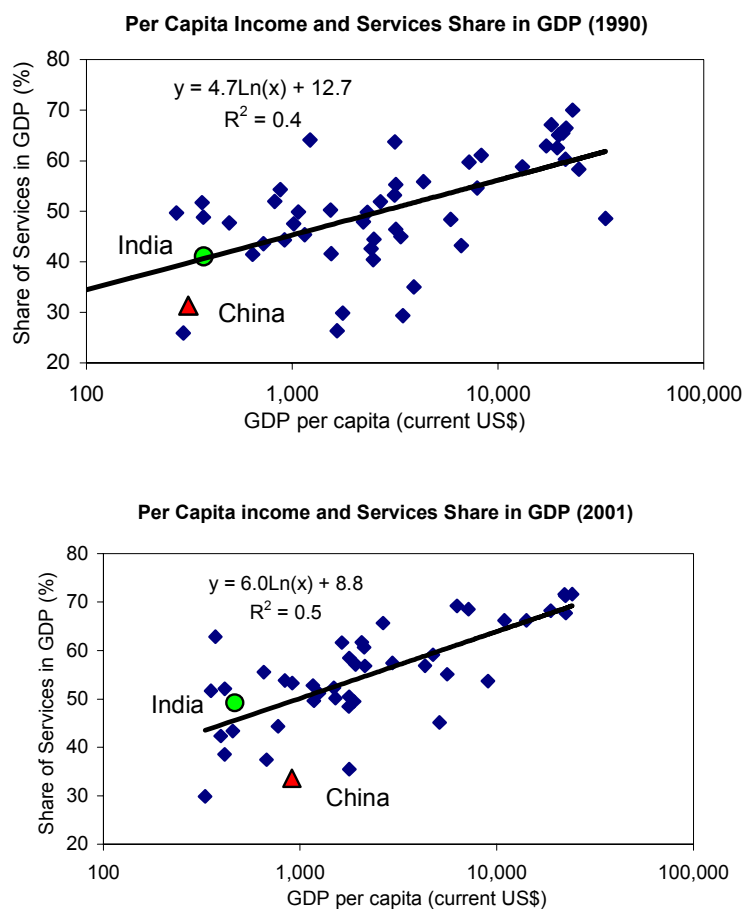 Per Capita Income and Services Share in GDP (1990)
80
70
60
50
40
30
20
Share of Services in GDP (%)
y = 4.7Ln(x) + 12.7
R² = 0.4
India
China
100
1,000
10,000
100,000
GDP per capita (current US$)
Per Capita income and Services Share in GDP (2001)
80
70
60
50
40
30
20
Share of Services in GDP (%)
y = 6.0Ln(x) + 8.8
R² = 0.5
India
China
100
1,000
10,000
100,000
GDP per capita (current US$)